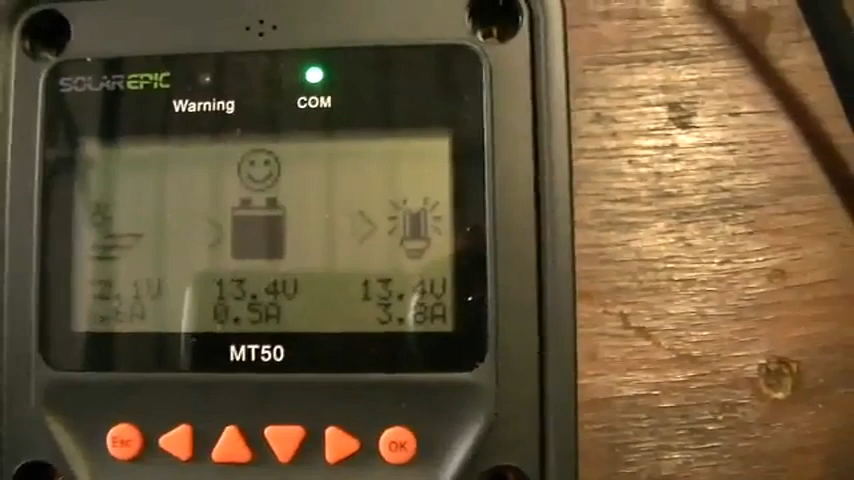 SOLAREPIC
Warning
COM
13.4V 13.4V
0.5A 3.8A
MT50
Esc
OK